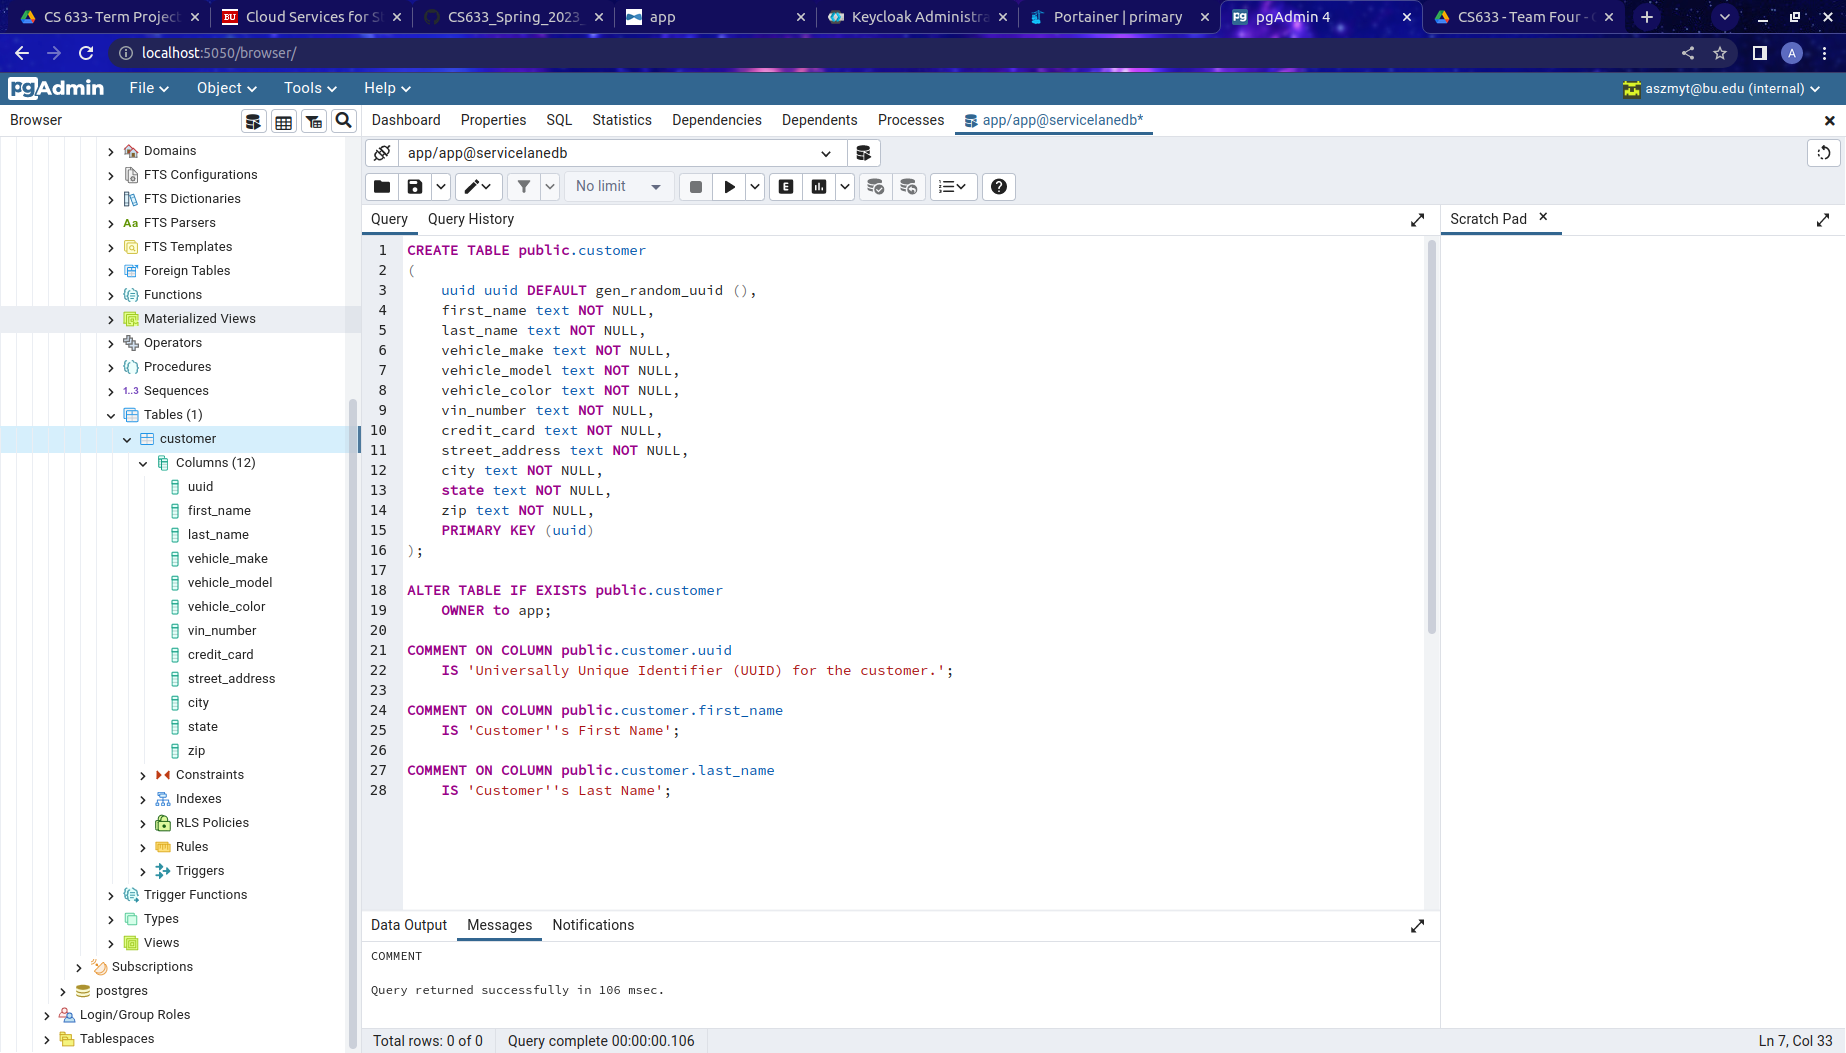 CS 633- Term Project
Cloud Services for S
CS633_Spring_2023_
app
Keycloak Administra
Portainer | primary
pgAdmin 4
CS633 - Team Four -
localhost:5050/browser/
A
pgAdmin
File
Object
Tools
Help
aszmyt@bu.edu (internal)
Browser
Dashboard
Properties
SQL
Statistics
Dependencies
Dependents
Processes
app/app@servicelanedb*
Domains
FTS Configurations
FTS Dictionaries
Aa FTS Parsers
FTS Templates
Foreign Tables
Functions
Materialized Views
Operators
Procedures
1..3 Sequences
Tables (1)
customer
Columns (12)
uuid
first_name
last_name
vehicle_make
vehicle_model
vehicle_color
vin_number
credit_card
street_address
city
state
zip
Constraints
Indexes
RLS Policies
Rules
Triggers
Trigger Functions
Types
Views
Subscriptions
postgres
Login/Group Roles
Tablespaces
app/app@servicelanedb
No limit
E
Query
Query History
Scratch Pad
1 CREATE TABLE public.customer
2 (
3     uuid uuid DEFAULT gen_random_uuid (),
4     first_name text NOT NULL,
5     last_name text NOT NULL,
6     vehicle_make text NOT NULL,
7     vehicle_model text NOT NULL,
8     vehicle_color text NOT NULL,
9     vin_number text NOT NULL,
10     credit_card text NOT NULL,
11     street_address text NOT NULL,
12     city text NOT NULL,
13     state text NOT NULL,
14     zip text NOT NULL,
15     PRIMARY KEY (uuid)
16 );
17
18 ALTER TABLE IF EXISTS public.customer
19     OWNER to app;
20
21 COMMENT ON COLUMN public.customer.uuid
22     IS 'Universally Unique Identifier (UUID) for the customer.';
23
24 COMMENT ON COLUMN public.customer.first_name
25     IS 'Customer''s First Name';
26
27 COMMENT ON COLUMN public.customer.last_name
28     IS 'Customer''s Last Name';
Data Output
Messages
Notifications
COMMENT
Query returned successfully in 106 msec.
Total rows: 0 of 0
Query complete 00:00:00.106
Ln 7, Col 33